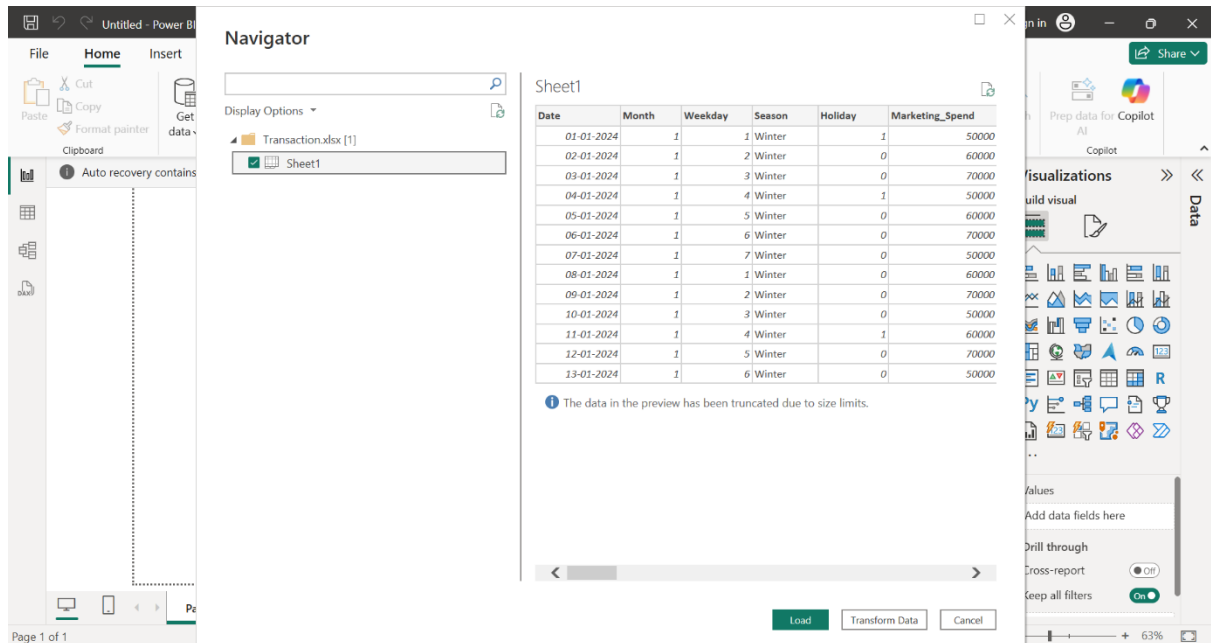 Untitled - Power BI
Navigator
gn in
File Home Insert
Share
Paste
Cut
Copy
Format painter
Clipboard
Get data
Display Options
Transaction.xlsx [1]
Sheet1
Sheet1
Date Month Weekday Season Holiday Marketing_Spend
01-01-2024 1 1 Winter 1 50000
02-01-2024 1 2 Winter 0 60000
03-01-2024 1 3 Winter 0 70000
04-01-2024 1 4 Winter 1 50000
05-01-2024 1 5 Winter 0 60000
06-01-2024 1 6 Winter 0 70000
07-01-2024 1 7 Winter 0 50000
08-01-2024 1 1 Winter 0 60000
09-01-2024 1 2 Winter 0 70000
10-01-2024 1 3 Winter 0 50000
11-01-2024 1 4 Winter 1 60000
12-01-2024 1 5 Winter 0 70000
13-01-2024 1 6 Winter 0 50000
The data in the preview has been truncated due to size limits.
Load Transform Data Cancel
Prep data for AI
Copilot
Copilot
Auto recovery contains
Visualizations
Data
uild visual
123
R
Py
Values
Add data fields here
Drill through
Cross-report Off
Keep all filters On
Pa
Page 1 of 1
63%